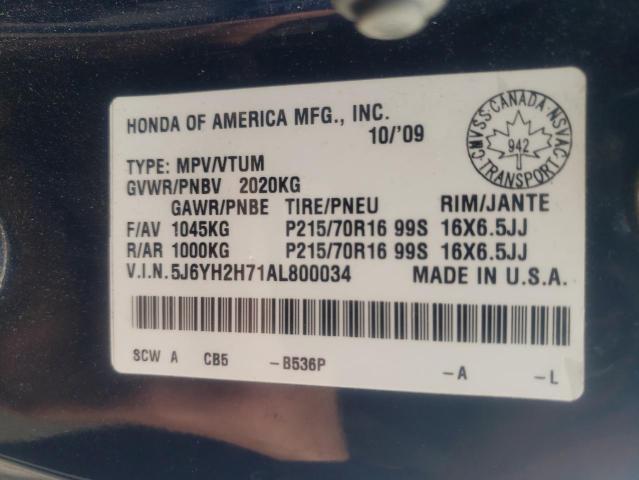 HONDA OF AMERICA MFG., INC.
10/'09
CMVSS-CANADA-NSVAC
942
TRANSPORT
TYPE: MPV/VTUM
GVWR/PNBV 2020KG
GAWR/PNBE TIRE/PNEU RIM/JANTE
F/AV 1045KG P215/70R16 99S 16X6.5JJ
R/AR 1000KG P215/70R16 99S 16X6.5JJ
V.I.N.5J6YH2H71AL800034 MADE IN U.S.A.
SCW A CB5 -B536P -A -L